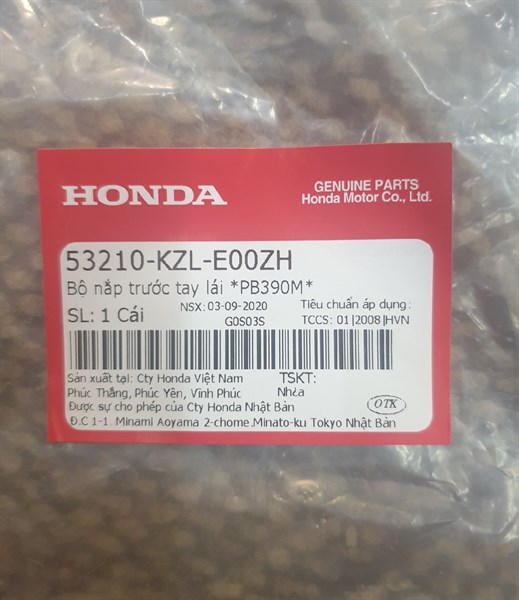 HONDA
GENUINE PARTS
Honda Motor Co., Ltd.
53210-KZL-E00ZH
Bộ nắp trước tay lái *PB390M*
SL: 1 Cái
NSX: 03-09-2020
G0S03S
Tiêu chuẩn áp dụng:
TCCS: 01|2008|HVN
Sản xuất tại: Cty Honda Việt Nam
Phúc Thắng, Phúc Yên, Vĩnh Phúc
TSKT:
Nhựa
Được sự cho phép của Cty Honda Nhật Bản
Đ.C 1-1. Minami Aoyama 2-chome,Minato-ku Tokyo Nhật Bản
OTK